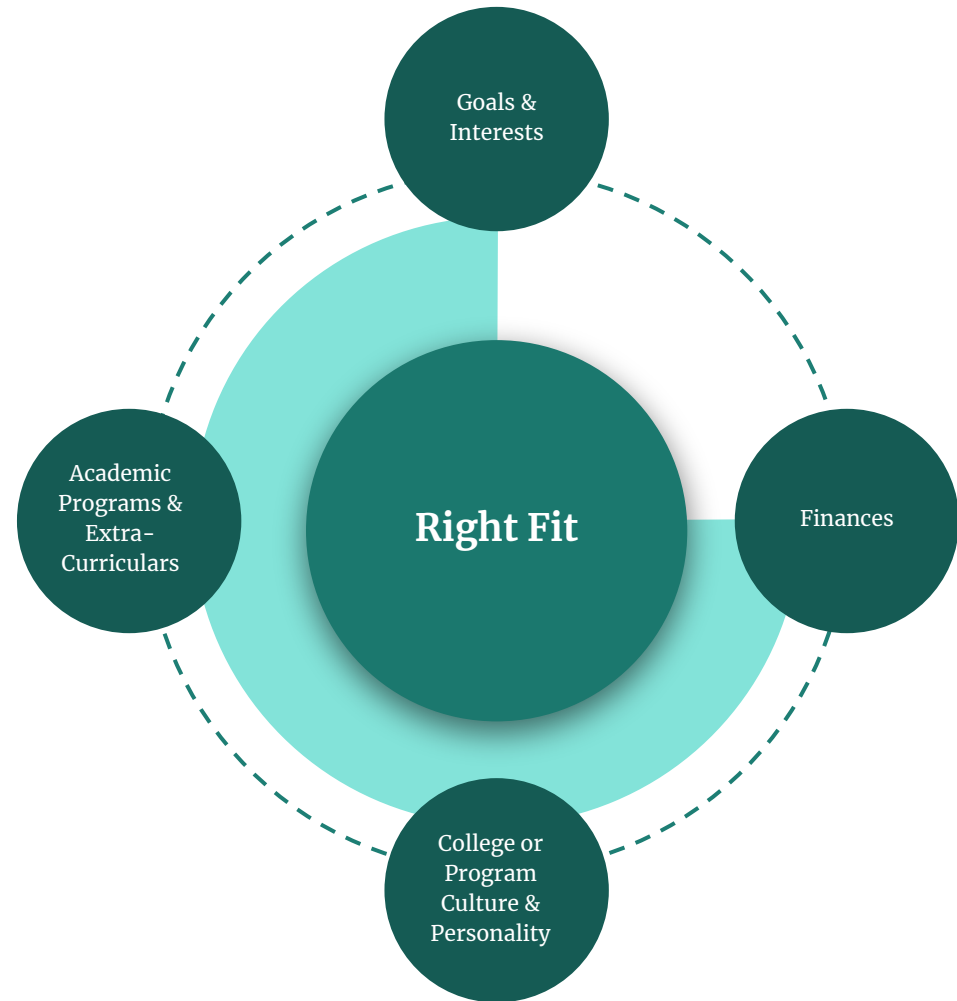 Goals &
Interests
Academic
Programs &
Extra-
Curriculars
Right Fit
Finances
College or
Program
Culture &
Personality